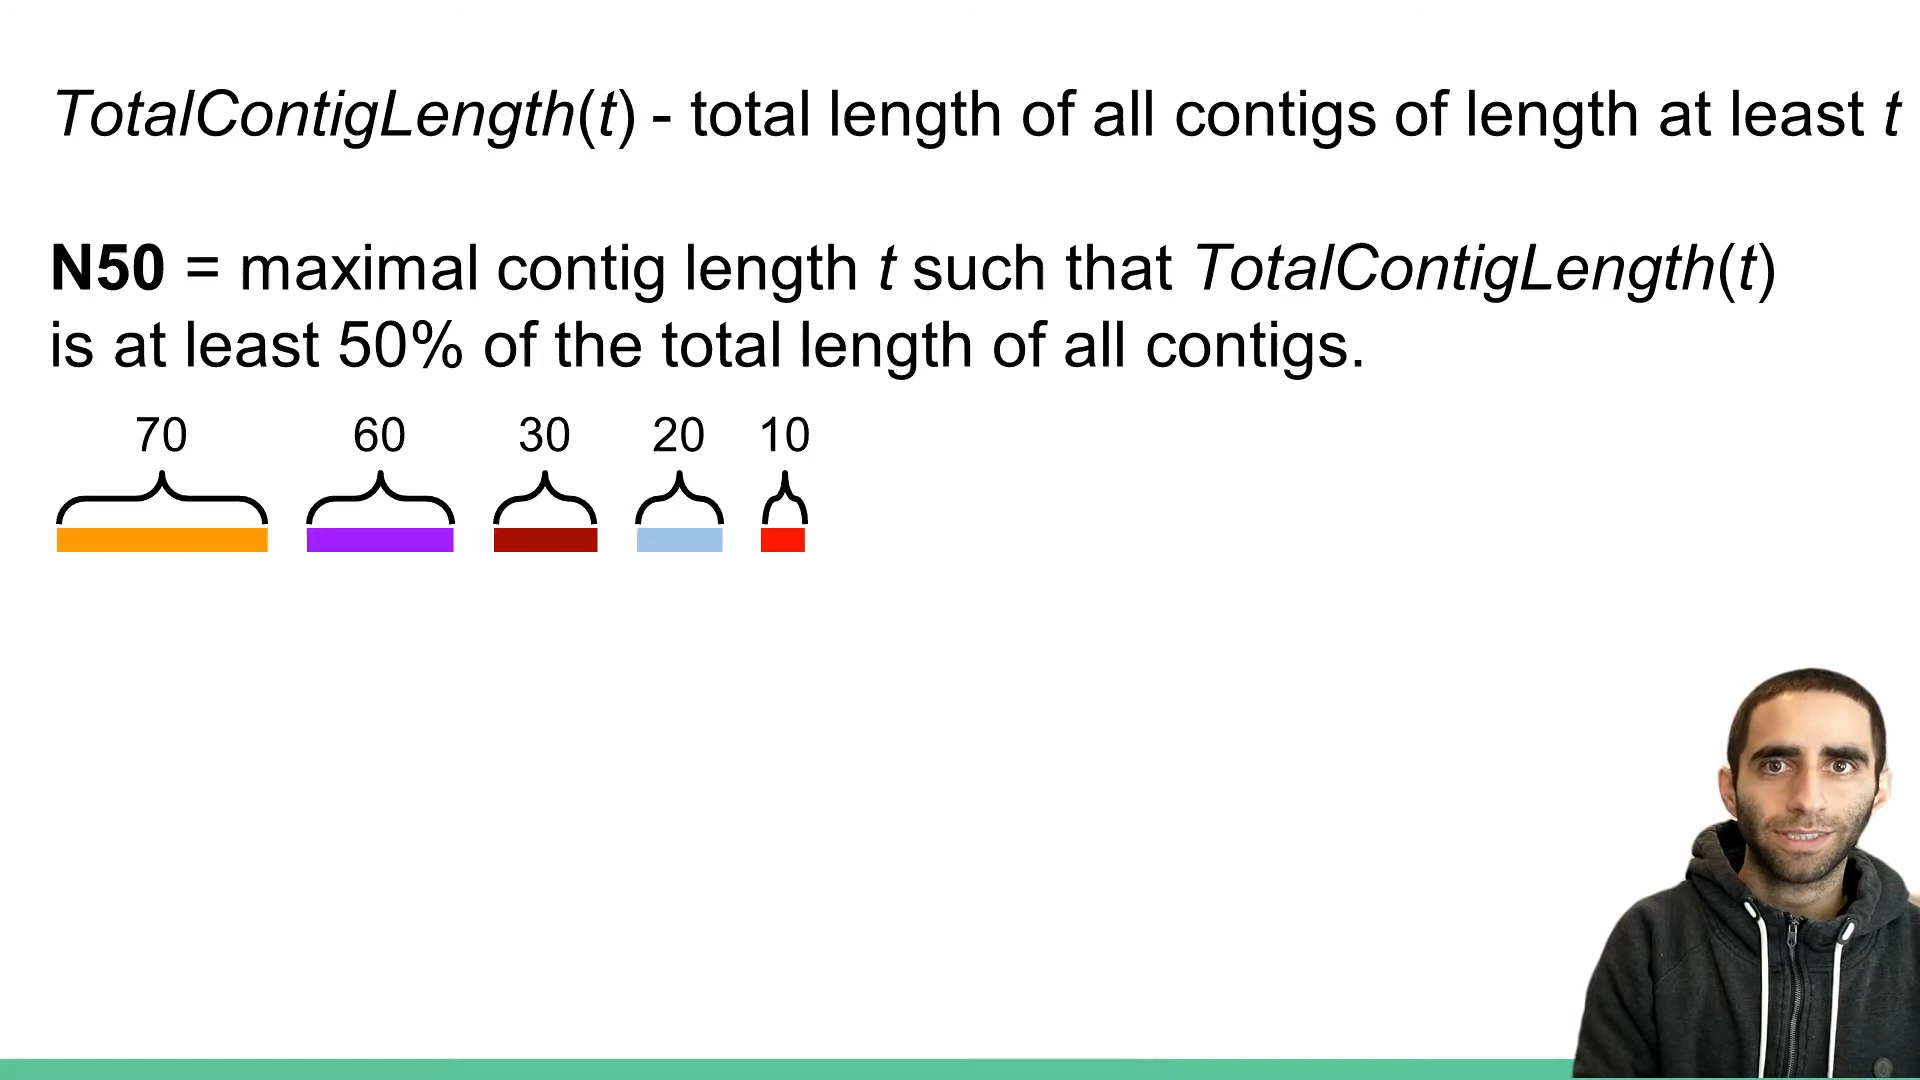 TotalContigLength(t) - total length of all contigs of length at least t
N50 = maximal contig length t such that TotalContigLength(t)
is at least 50% of the total length of all contigs.
70 60 30 20 10